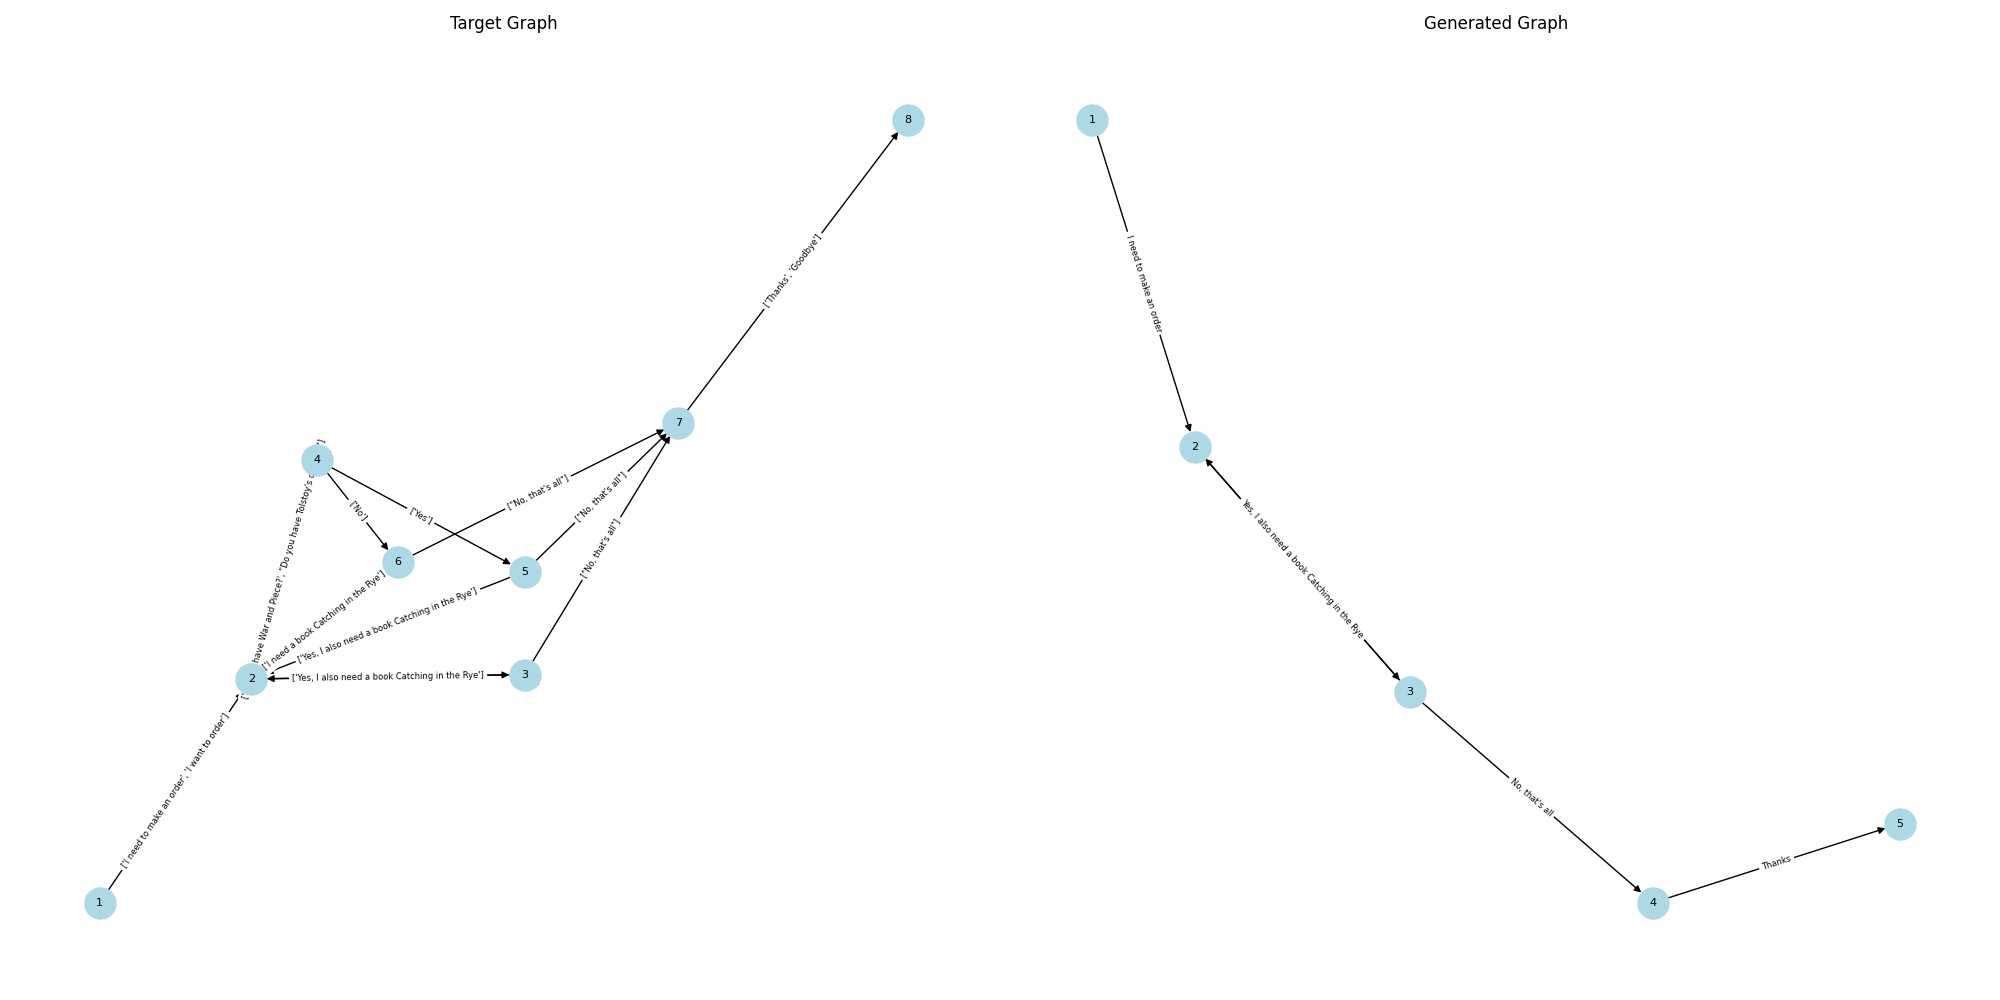 Target Graph
8
['Thanks', 'Goodbye']
7
4
"]
["No, that's all"]
["No, that's all"]
["No, that's all"]
['No']
['Yes']
6
5
have War and Piece?', "Do you have Tolstoy's
['I need a book Catching in the Rye']
['Yes, I also need a book Catching in the Rye']
2
['Yes, I also need a book Catching in the Rye']
3
[
['I need to make an order', 'I want to order']
1
Generated Graph
1
I need to make an order
2
Yes, I also need a book Catching in the Rye
3
No, that's all
4
Thanks
5